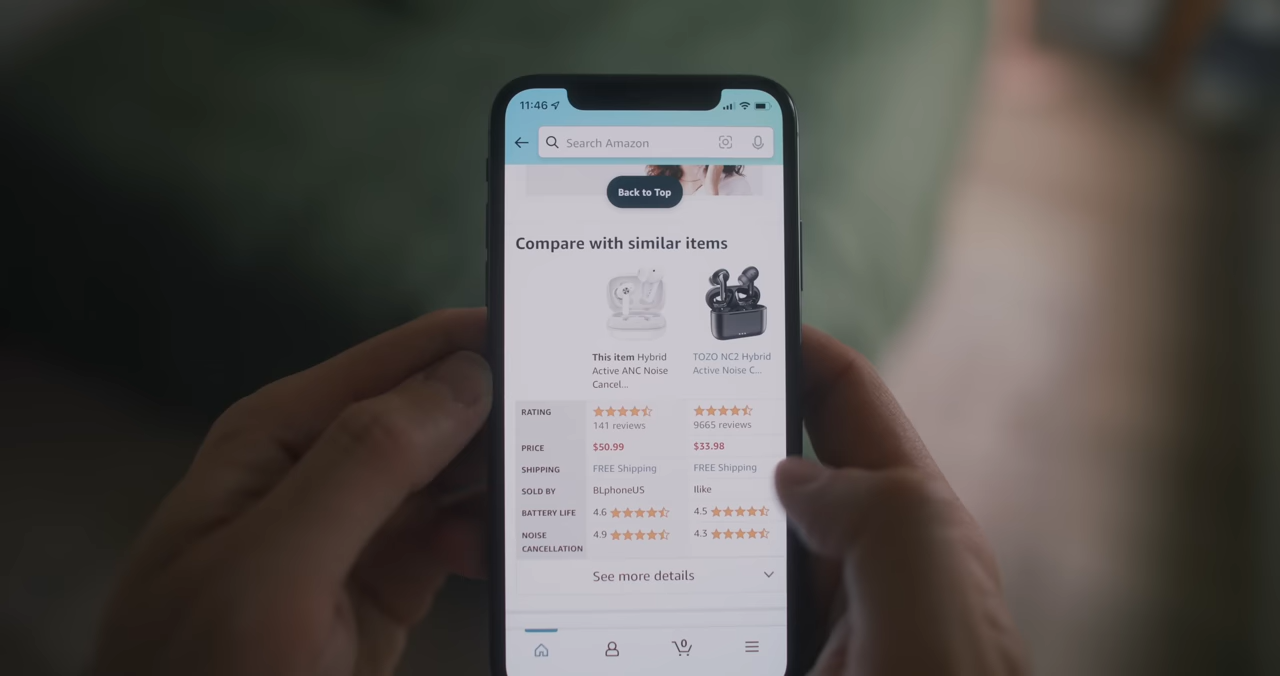 11:46
Search Amazon
Back to Top
Compare with similar items
This item Hybrid
Active ANC Noise
Cancel...
TOZO NC2 Hybrid
Active Noise C...
RATING
141 reviews
9665 reviews
PRICE $50.99 $33.98
SHIPPING FREE Shipping FREE Shipping
SOLD BY BLphoneUS Ilike
BATTERY LIFE 4.6 4.5
NOISE
CANCELLATION
4.9 4.3
See more details
0